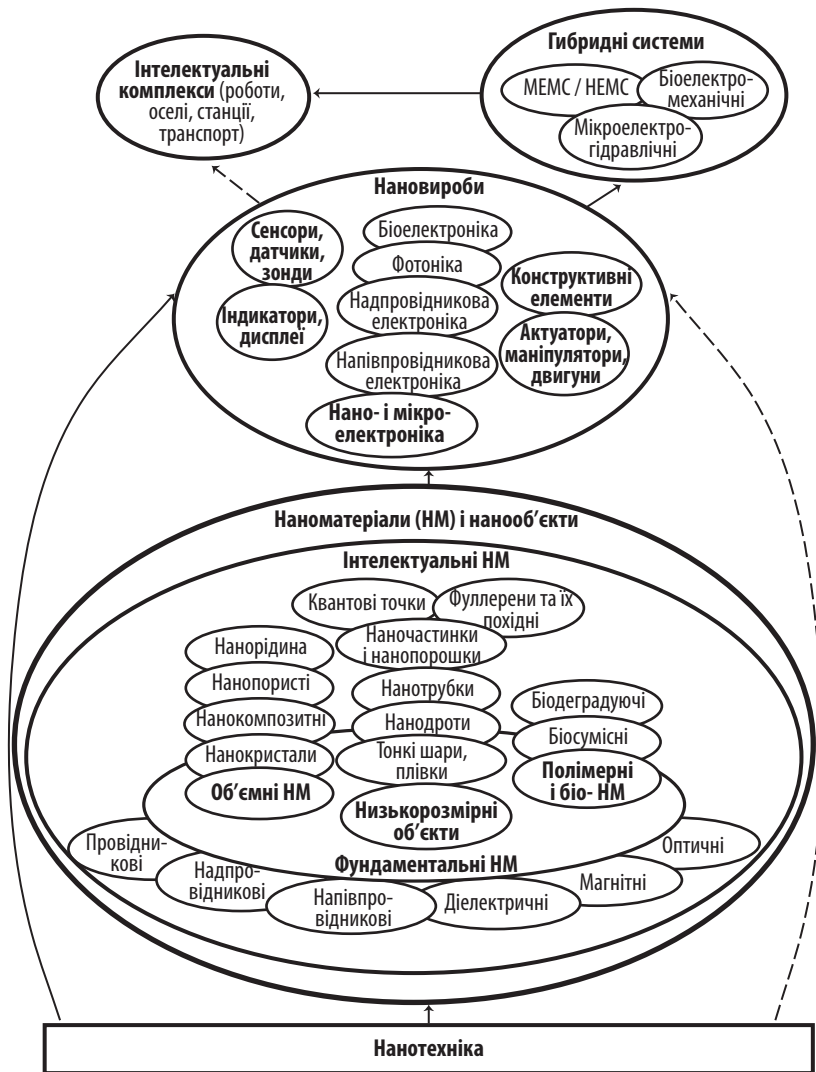 Гибридні системи
МЕМС / НЕМС
Біоелектро-
механічні
Мікроелектро-
гідравлічні
Інтелектуальні
комплекси (роботи,
оселі, станції,
транспорт)
Нановироби
Сенсори,
датчики,
зонди
Індикатори,
дисплеї
Біоелектроніка
Фотоніка
Надпровідникова
електроніка
Напівпровідникова
електроніка
Нано- і мікро-
електроніка
Конструктивні
елементи
Актуатори,
маніпулятори,
двигуни
Наноматеріали (НМ) і нанооб’єкти
Інтелектуальні НМ
Квантові точки
Фуллерени та їх
похідні
Наночастинки
і нанопорошки
Нанотрубки
Нанодроти
Тонкі шари,
плівки
Низькорозмірні
об’єкти
Нанорідина
Нанопористі
Нанокомпозитні
Нанокристали
Об’ємні НМ
Біодеградуючі
Біосумісні
Полімерні
і біо- НМ
Фундаментальні НМ
Провідни-
кові
Надпро-
відникові
Напівпро-
відникові
Діелектричні
Магнітні
Оптичні
Нанотехніка